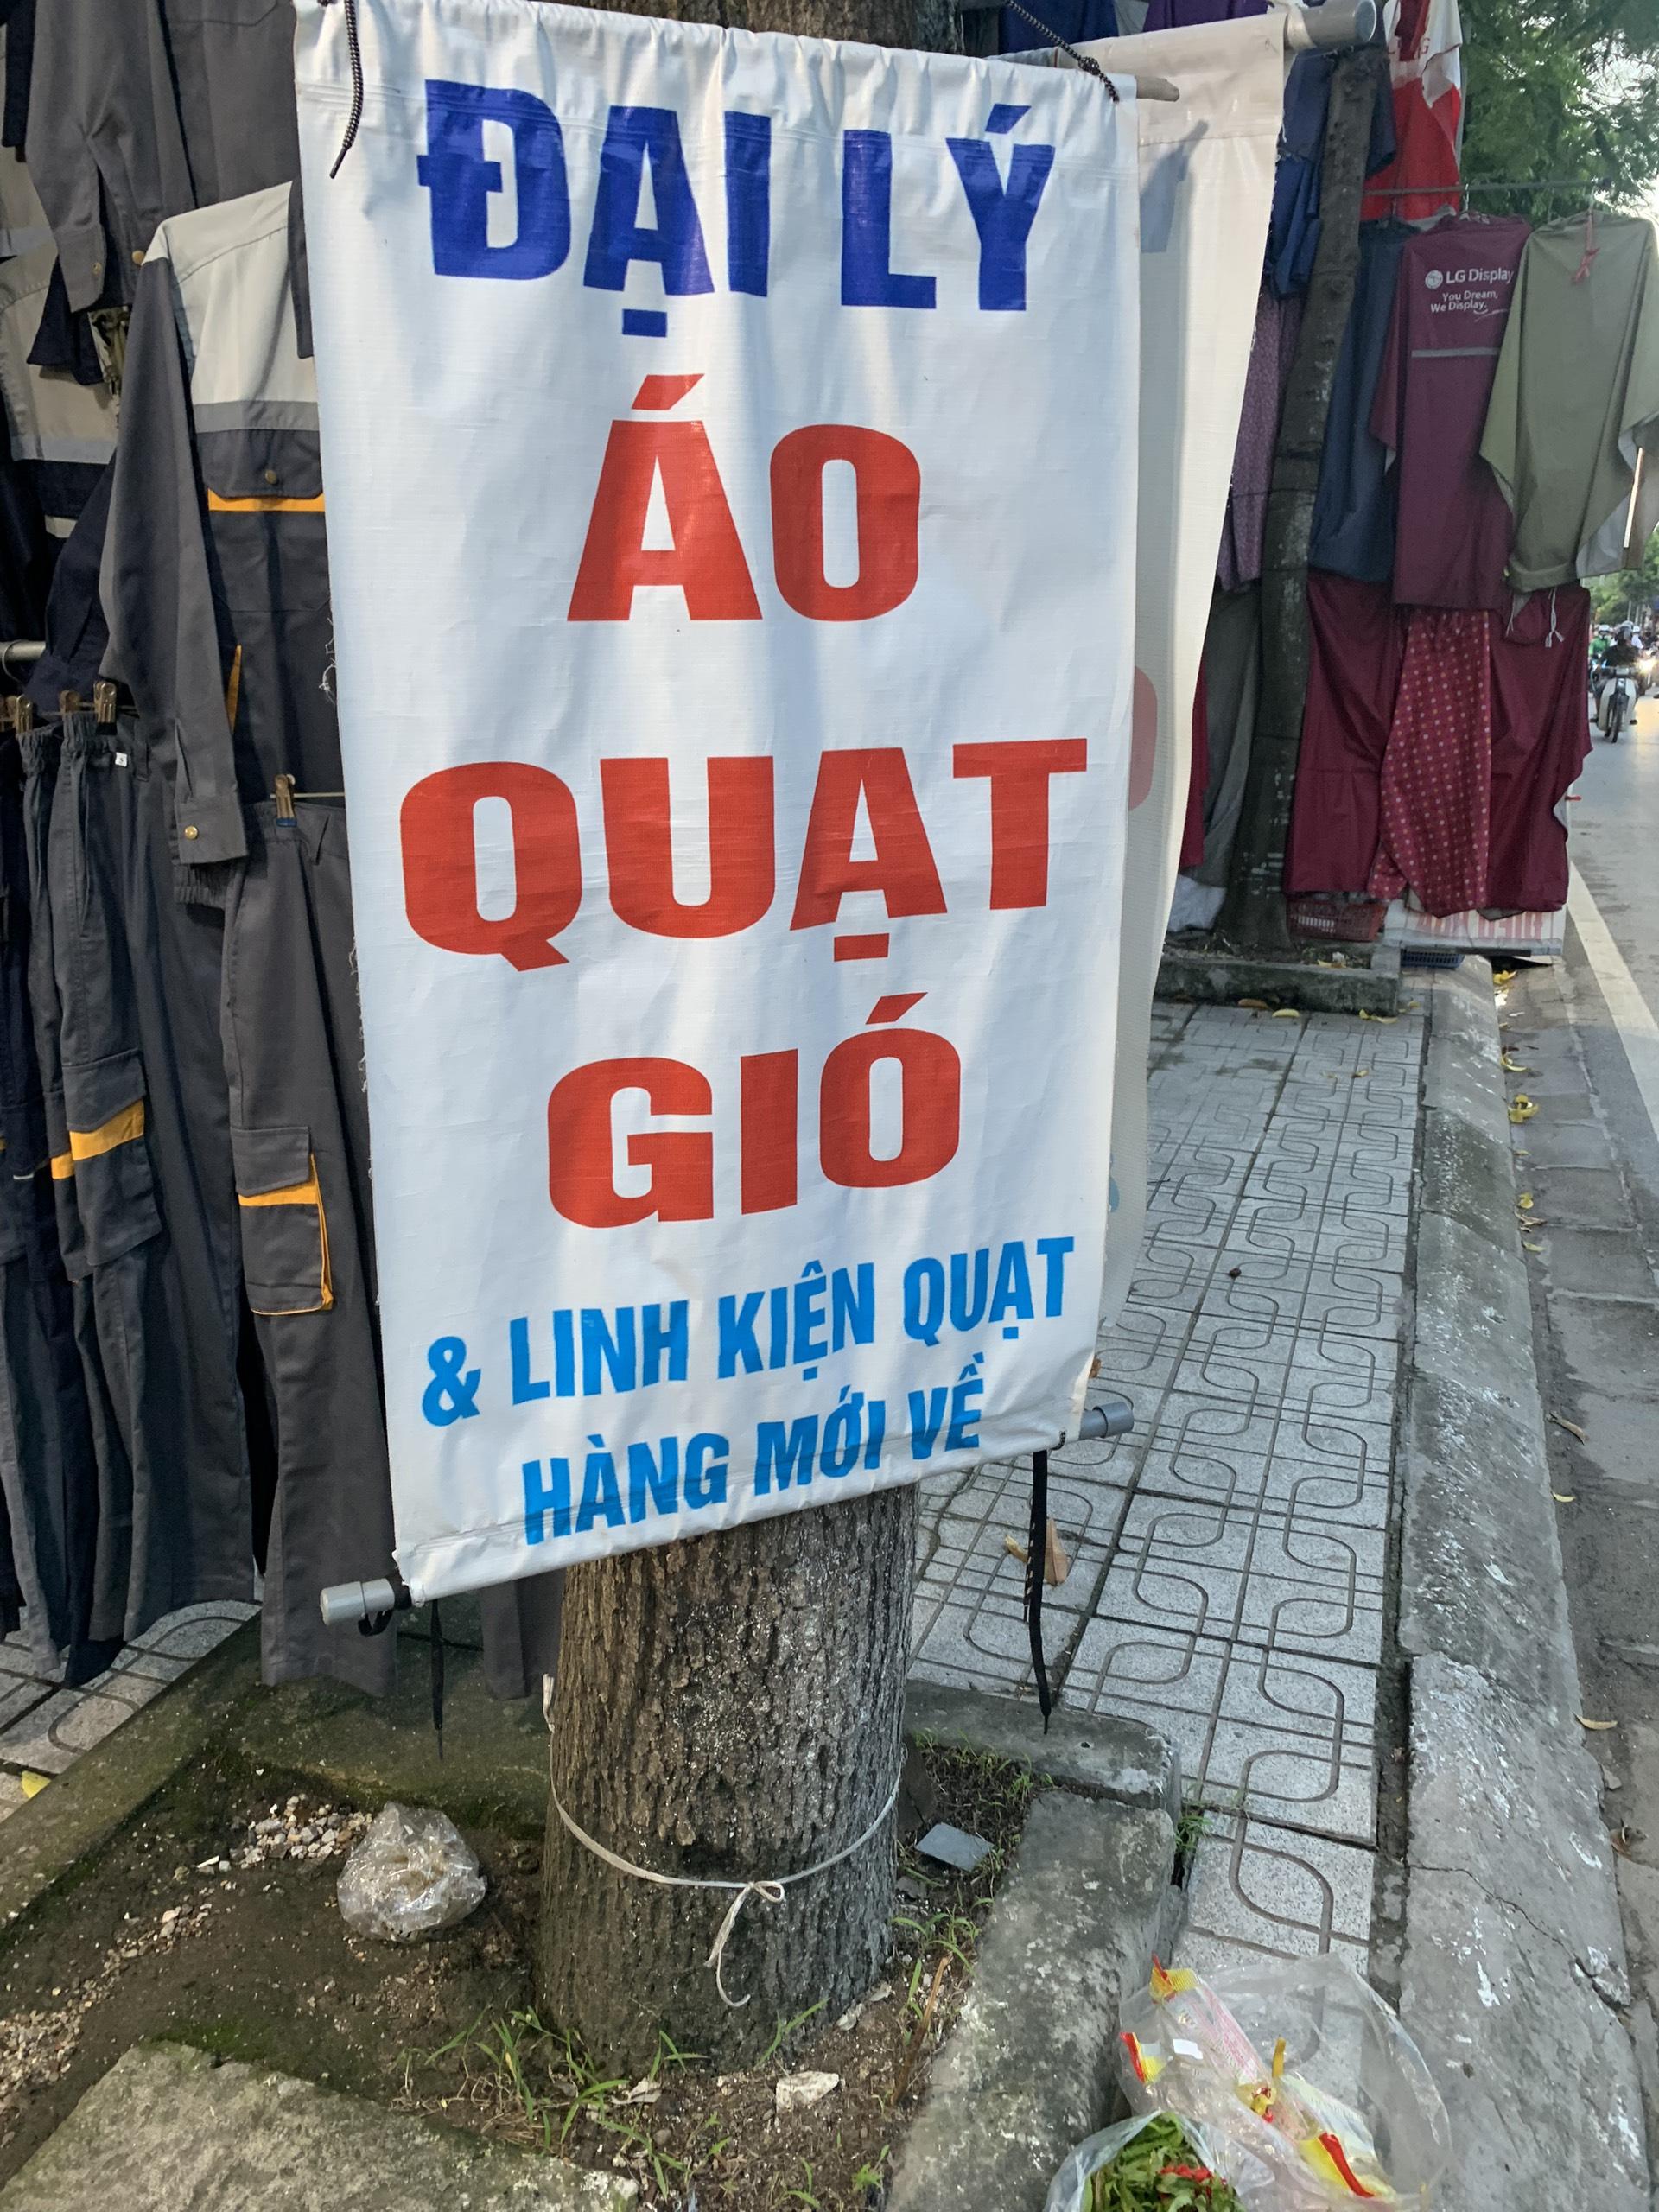 ĐẠI LÝ
ÁO
QUẠT
GIÓ
& LINH KIỆN QUẠT
HÀNG MỚI VỀ
LG Display
You Dream,
We Display.